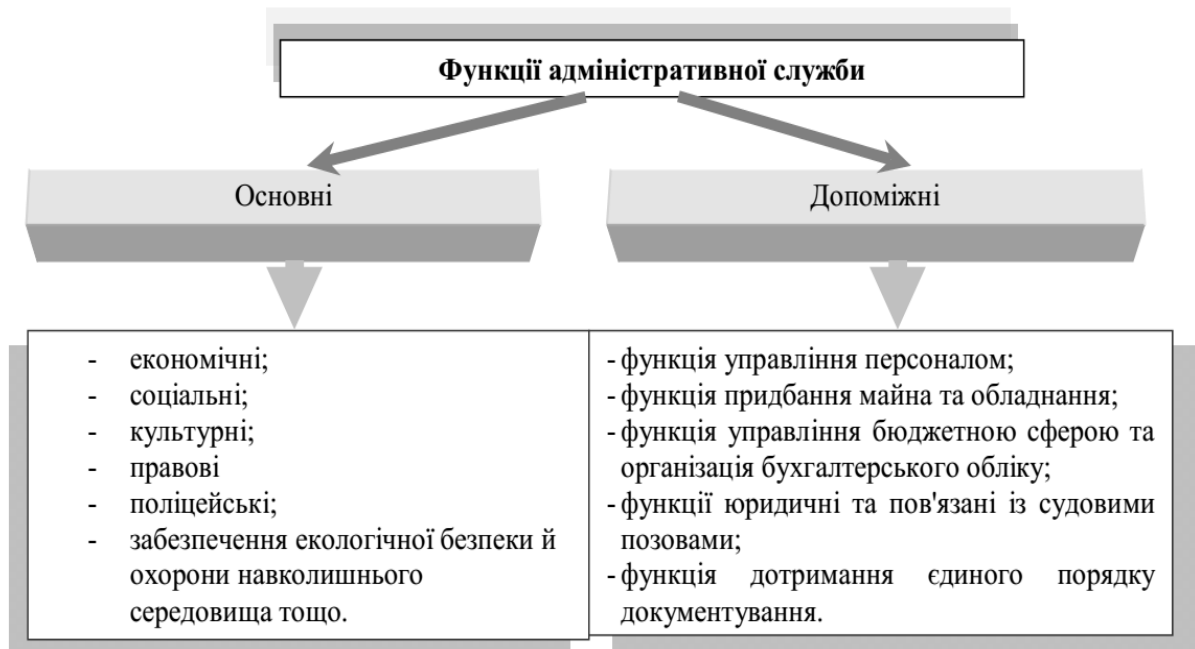 Функції адміністративної служби
Основні
Допоміжні
- економічні;
- соціальні;
- культурні;
- правові
- поліцейські;
- забезпечення екологічної безпеки й
охорони навколишнього
середовища тощо.
- функція управління персоналом;
- функція придбання майна та обладнання;
- функція управління бюджетною сферою та
організація бухгалтерського обліку;
- функції юридичні та пов'язані із судовими
позовами;
- функція дотримання єдиного порядку
документування.